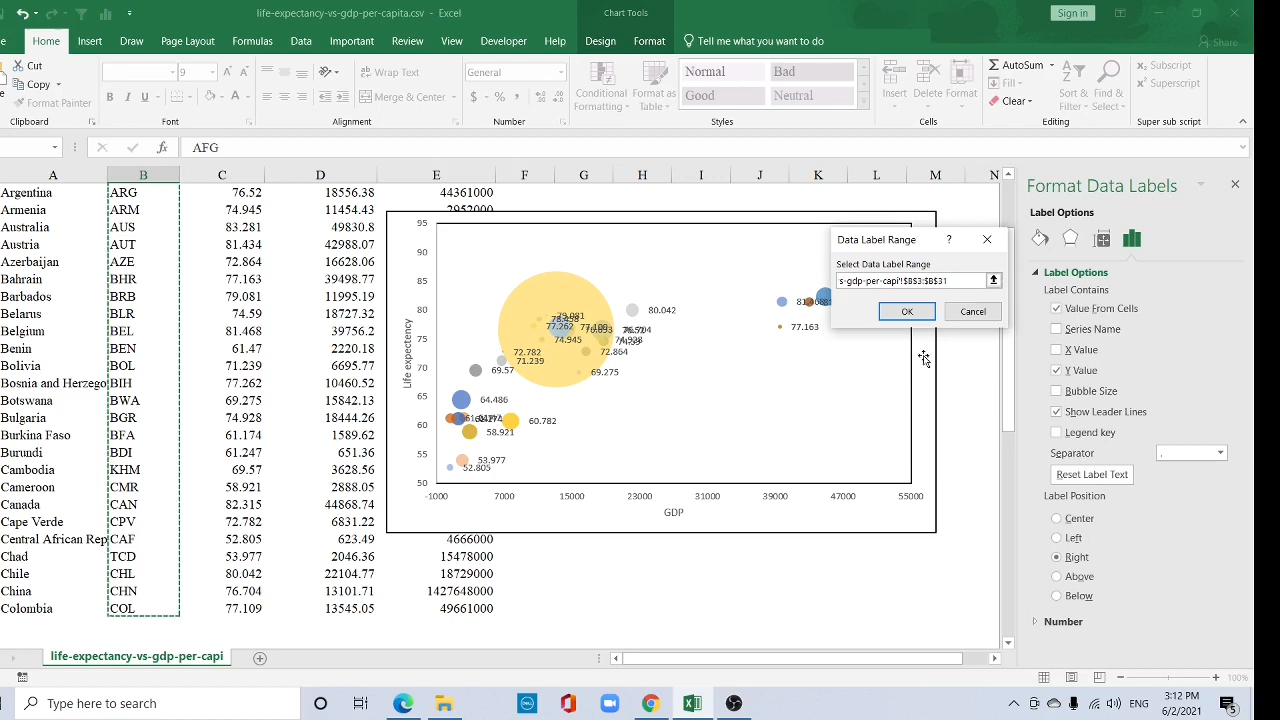 life-expectancy-vs-gdp-per-capita.csv - Excel
Chart Tools
Sign in
Home Insert Draw Page Layout Formulas Data Important Review View Developer Help Design Format Tell me what you want to do Share
Cut
Copy
Format Painter
9
Wrap Text
Merge & Center
General
Conditional Formatting
Format as Table
Normal Bad
Good Neutral
Insert Delete Format
AutoSum
Fill
Clear
Sort & Filter
Find & Select
Subscript
Superscript
Clipboard Font Alignment Number Styles Cells Editing Super sub script
AFG
A B C D E F G H I J K L M N
Argentina ARG 76.52 18556.38 44361000
Armenia ARM 74.945 11454.43 2952000
Australia AUS 83.281 49830.8
Austria AUT 81.434 42988.07
Azerbaijan AZE 72.864 16628.06
Bahrain BHR 77.163 39498.77
Barbados BRB 79.081 11995.19
Belarus BLR 74.59 18727.32
Belgium BEL 81.468 39756.2
Benin BEN 61.47 2220.18
Bolivia BOL 71.239 6695.77
Bosnia and Herzego BIH 77.262 10460.52
Botswana BWA 69.275 15842.13
Bulgaria BGR 74.928 18444.26
Burkina Faso BFA 61.174 1589.62
Burundi BDI 61.247 651.36
Cambodia KHM 69.57 3628.56
Cameroon CMR 58.921 2888.93
Canada CAN 82.315 44868.74
Cape Verde CPV 72.782 6831.22
Central African Rep CAF 52.805 623.49 4666000
Chad TCD 53.977 2046.36 15478000
Chile CHL 80.042 22104.77 18729000
China CHN 76.704 13101.71 1427648000
Colombia COL 77.109 13545.05 49661000
95
90
85
80
75
70
65
60
55
50
Life expectency
79.081
80.042
77.262 77.109
74.945
72.782
71.239
72.864
69.57
69.275
64.486
60.782
58.921
53.977
52.805
77.163
-1000 7000 15000 23000 31000 39000 47000 55000
GDP
Data Label Range ?
Select Data Label Range
's-gdp-per-capi'!$B$3:$B$31
OK Cancel
Format Data Labels
Label Options
Label Options
Label Contains
Value From Cells
Series Name
X Value
Y Value
Bubble Size
Show Leader Lines
Legend key
Separator ,
Reset Label Text
Label Position
Center
Left
Right
Above
Below
Number
life-expectancy-vs-gdp-per-capi
100%
Type here to search
DELL
ENG
3:12 PM
6/2/2021
5